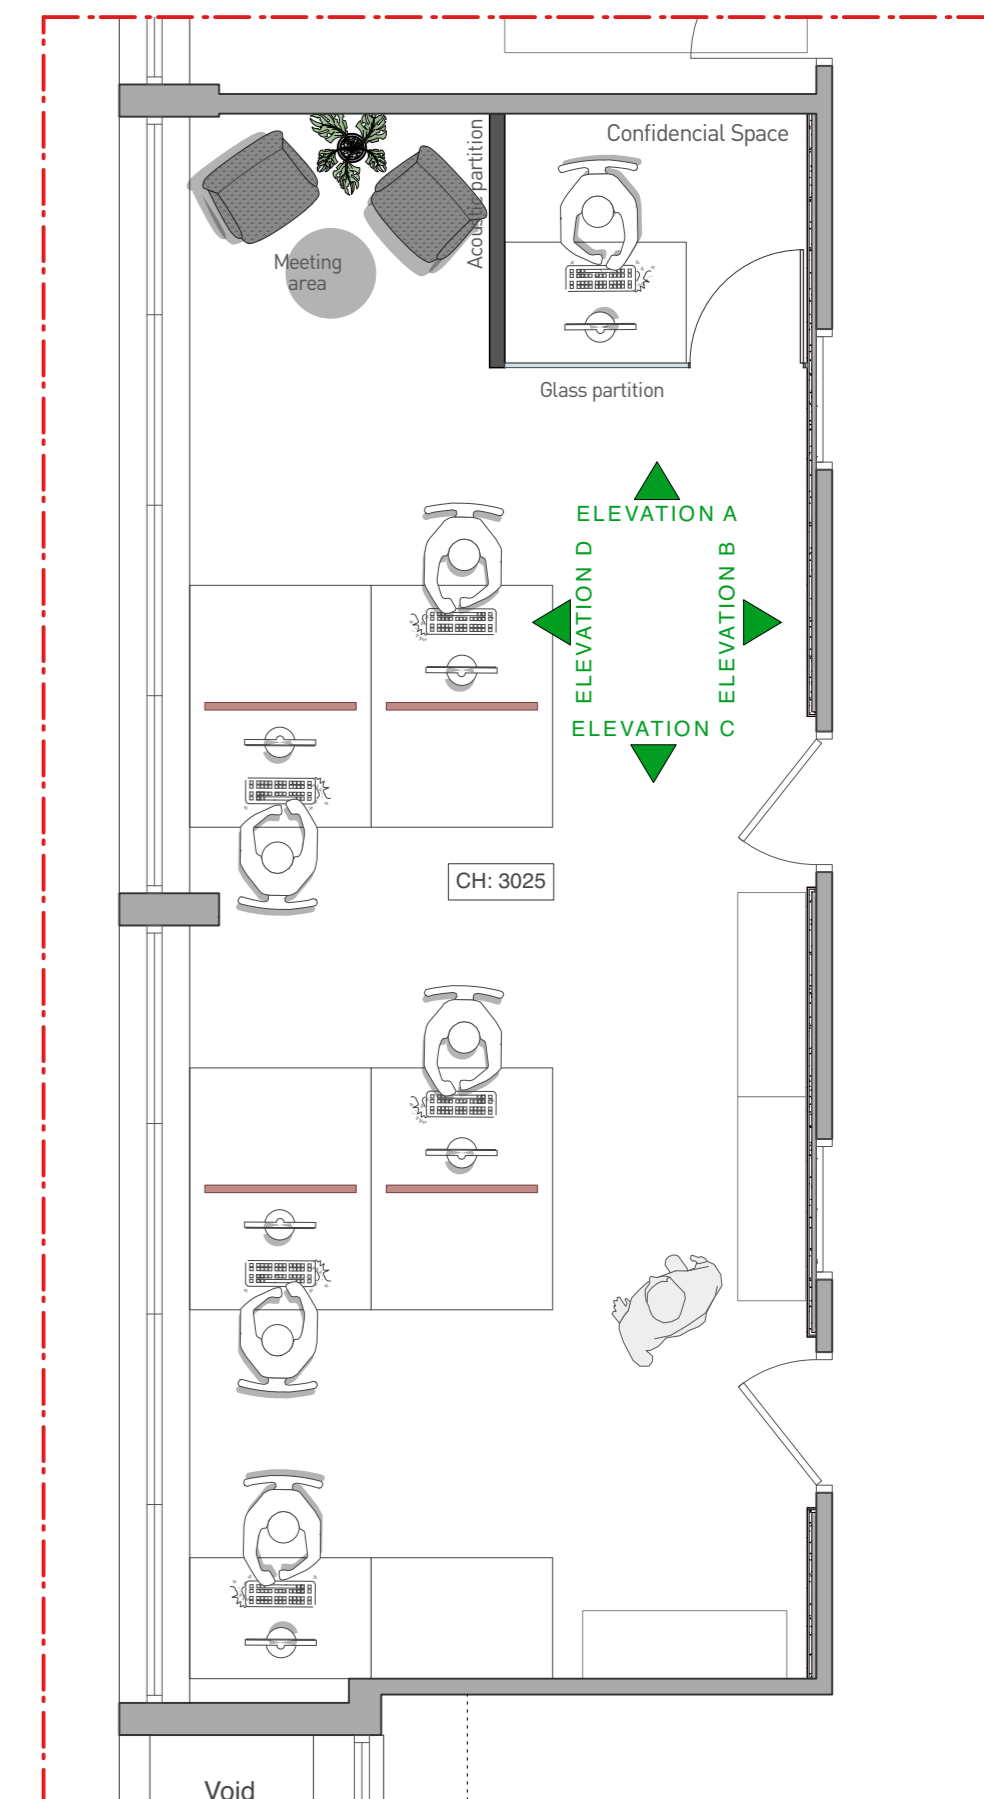 Confidencial Space
Acoustic partition
Meeting
area
Glass partition
ELEVATION A
ELEVATION D
ELEVATION B
ELEVATION C
CH: 3025
Void